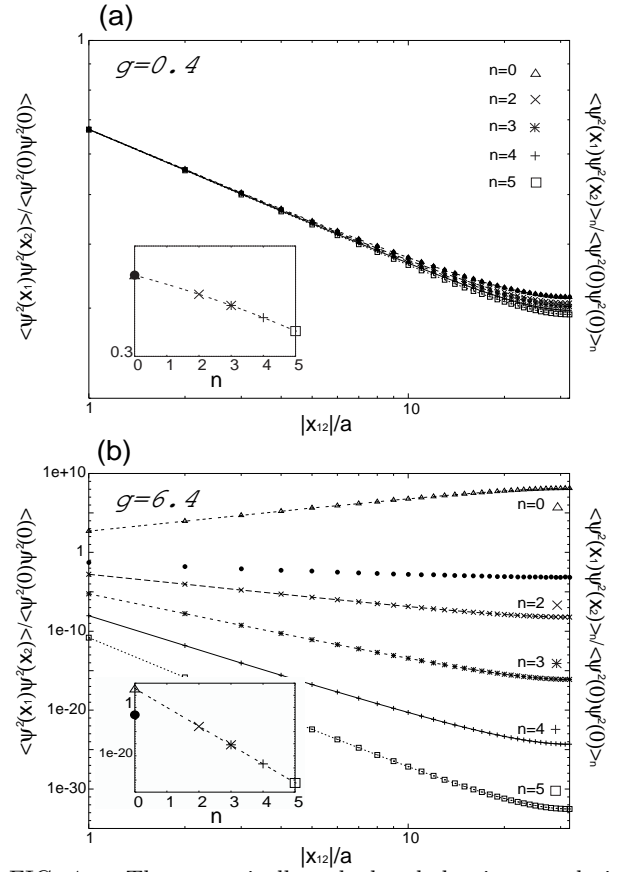 (a)
1
g=0.4
n=0
n=2
n=3
n=4
n=5
<ψ²(x₁)ψ²(x₂)>/<ψ²(0)ψ²(0)>
<ψ²(x₁)ψ²(x₂)>ₙ/<ψ²(0)ψ²(0)>ₙ
0.3
0 1 2 3 4 5
n
1 10
|x₁₂|/a
(b)
1e+10
g=6.4
n=0
1
n=2
1e-10
n=3
1e-20
n=4
1e-30
n=5
<ψ²(x₁)ψ²(x₂)>/<ψ²(0)ψ²(0)>
<ψ²(x₁)ψ²(x₂)>ₙ/<ψ²(0)ψ²(0)>ₙ
1
1e-20
0 1 2 3 4 5
n
1 10
|x₁₂|/a